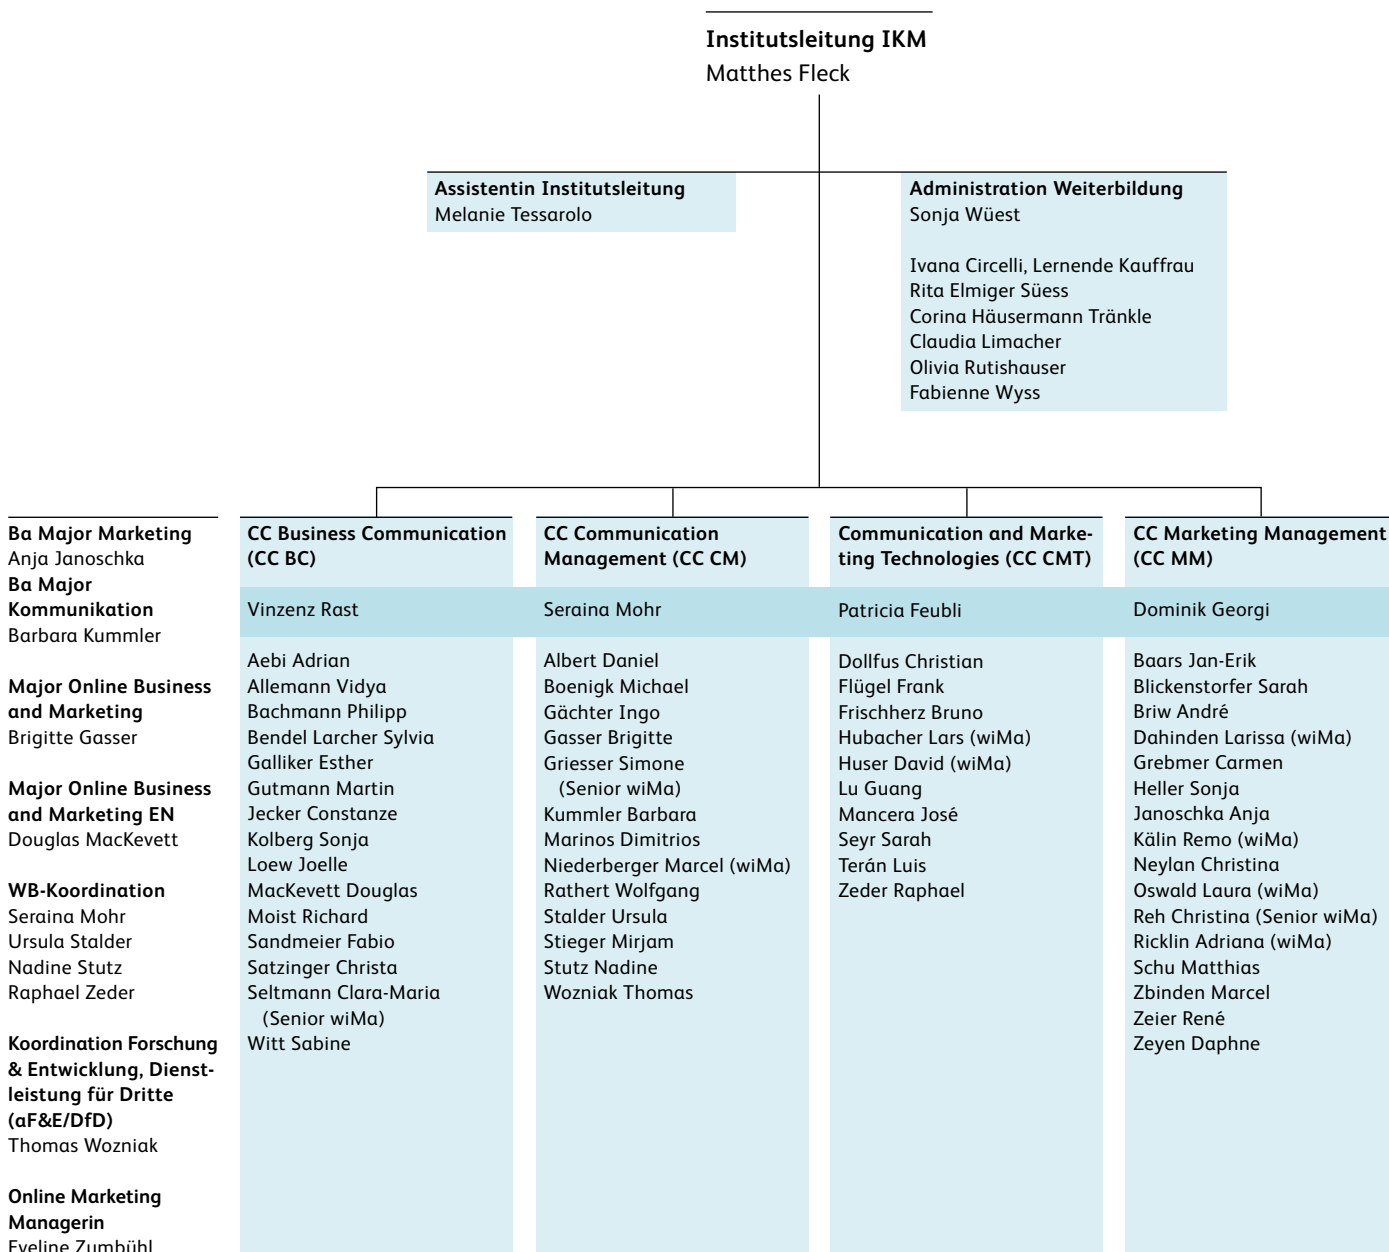 Institutsleitung IKM
Matthes Fleck
Assistentin Institutsleitung
Melanie Tessarolo
Administration Weiterbildung
Sonja Wüest
Ivana Circelli, Lernende Kauffrau
Rita Elmiger Süess
Corina Häusermann Tränkle
Claudia Limacher
Olivia Rutishauser
Fabienne Wyss
Ba Major Marketing
Anja Janoschka
Ba Major
Kommunikation
Barbara Kummler
Major Online Business
and Marketing
Brigitte Gasser
Major Online Business
and Marketing EN
Douglas MacKevett
WB-Koordination
Seraina Mohr
Ursula Stalder
Nadine Stutz
Raphael Zeder
Koordination Forschung
& Entwicklung, Dienst-
leistung für Dritte
(aF&E/DfD)
Thomas Wozniak
Online Marketing
Managerin
Eveline Zumbühl
CC Business Communication
(CC BC)
Vinzenz Rast
Aebi Adrian
Allemann Vidya
Bachmann Philipp
Bendel Larcher Sylvia
Galliker Esther
Gutmann Martin
Jecker Constanze
Kolberg Sonja
Loew Joelle
MacKevett Douglas
Moist Richard
Sandmeier Fabio
Satzinger Christa
Seltmann Clara-Maria
(Senior wiMa)
Witt Sabine
CC Communication
Management (CC CM)
Seraina Mohr
Albert Daniel
Boenigk Michael
Gächter Ingo
Gasser Brigitte
Griesser Simone
(Senior wiMa)
Kummler Barbara
Marinos Dimitrios
Niederberger Marcel (wiMa)
Rathert Wolfgang
Stalder Ursula
Stieger Mirjam
Stutz Nadine
Wozniak Thomas
Communication and Marke-
ting Technologies (CC CMT)
Patricia Feubli
Dollfus Christian
Flügel Frank
Frischherz Bruno
Hubacher Lars (wiMa)
Huser David (wiMa)
Lu Guang
Mancera José
Seyr Sarah
Terán Luis
Zeder Raphael
CC Marketing Management
(CC MM)
Dominik Georgi
Baars Jan-Erik
Blickenstorfer Sarah
Briw André
Dahinden Larissa (wiMa)
Grebmer Carmen
Heller Sonja
Janoschka Anja
Kälin Remo (wiMa)
Neylan Christina
Oswald Laura (wiMa)
Reh Christina (Senior wiMa)
Ricklin Adriana (wiMa)
Schu Matthias
Zbinden Marcel
Zeier René
Zeyen Daphne